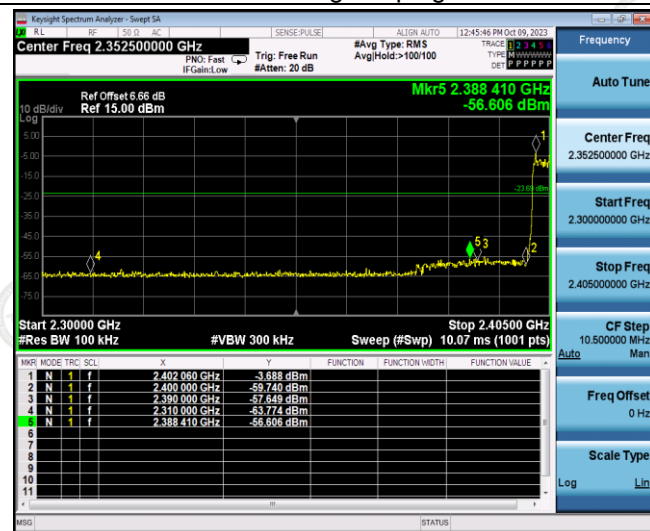 Keysight Spectrum Analyzer - Swept SA
RL RF 50 Ω AC SENSE:PULSE ALIGN AUTO 12:45:46 PM Oct 09, 2023
Center Freq 2.352500000 GHz
PNO: Fast
IFGain:Low
Trig: Free Run
#Atten: 20 dB
#Avg Type: RMS
Avg|Hold:>100/100
TRACE 1 2 3 4 5 6
TYPE M W W W W W
DET P P P P P P
Ref Offset 6.66 dB
10 dB/div Ref 15.00 dBm
Log
Mkr5 2.388 410 GHz
-56.606 dBm
5.00
-5.00
-15.0
-25.0
-35.0
-45.0
-55.0
-65.0
-75.0
1
-23.69 dBm
5 3
2
4
Start 2.30000 GHz Stop 2.40500 GHz
#Res BW 100 kHz #VBW 300 kHz Sweep (#Swp) 10.07 ms (1001 pts)
MKR MODE TRC SCL X Y FUNCTION FUNCTION WIDTH FUNCTION VALUE
1 N 1 f 2.402 060 GHz -3.688 dBm
2 N 1 f 2.400 000 GHz -59.740 dBm
3 N 1 f 2.390 000 GHz -57.649 dBm
4 N 1 f 2.310 000 GHz -63.774 dBm
5 N 1 f 2.388 410 GHz -56.606 dBm
6
7
8
9
10
11
MSG STATUS
Frequency
Auto Tune
Center Freq
2.352500000 GHz
Start Freq
2.300000000 GHz
Stop Freq
2.405000000 GHz
CF Step
10.500000 MHz
Auto Man
Freq Offset
0 Hz
Scale Type
Log Lin